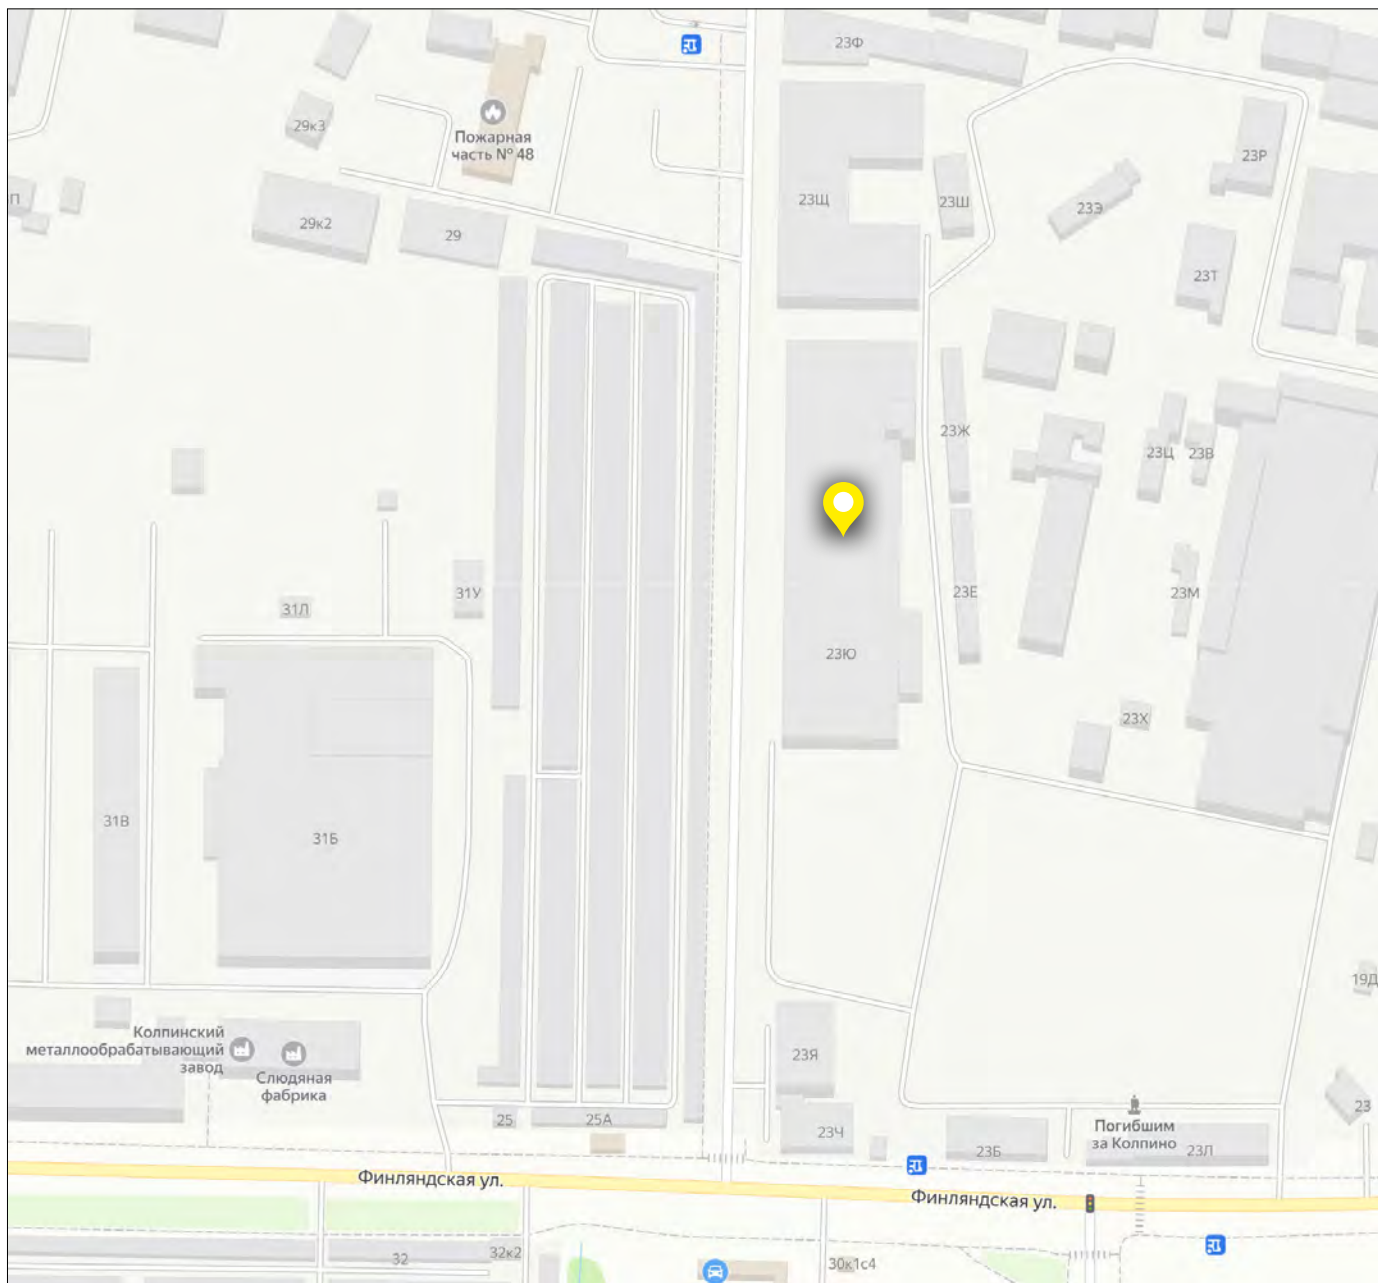 23Ф
29к3
Пожарная
часть № 48
23Р
П
29к2
29
23Щ
23Ш
23Э
23Т
23Ж
23Ц
23В
31У
31Л
23Е
23М
23Ю
23Х
31В
31Б
19Д
Колпинский
металлообрабатывающий
завод
Слюдяная
фабрика
23Я
25
25А
23Ч
23Б
Погибшим
за Колпино
23Л
23
Финляндская ул.
Финляндская ул.
32
32к2
30к1с4